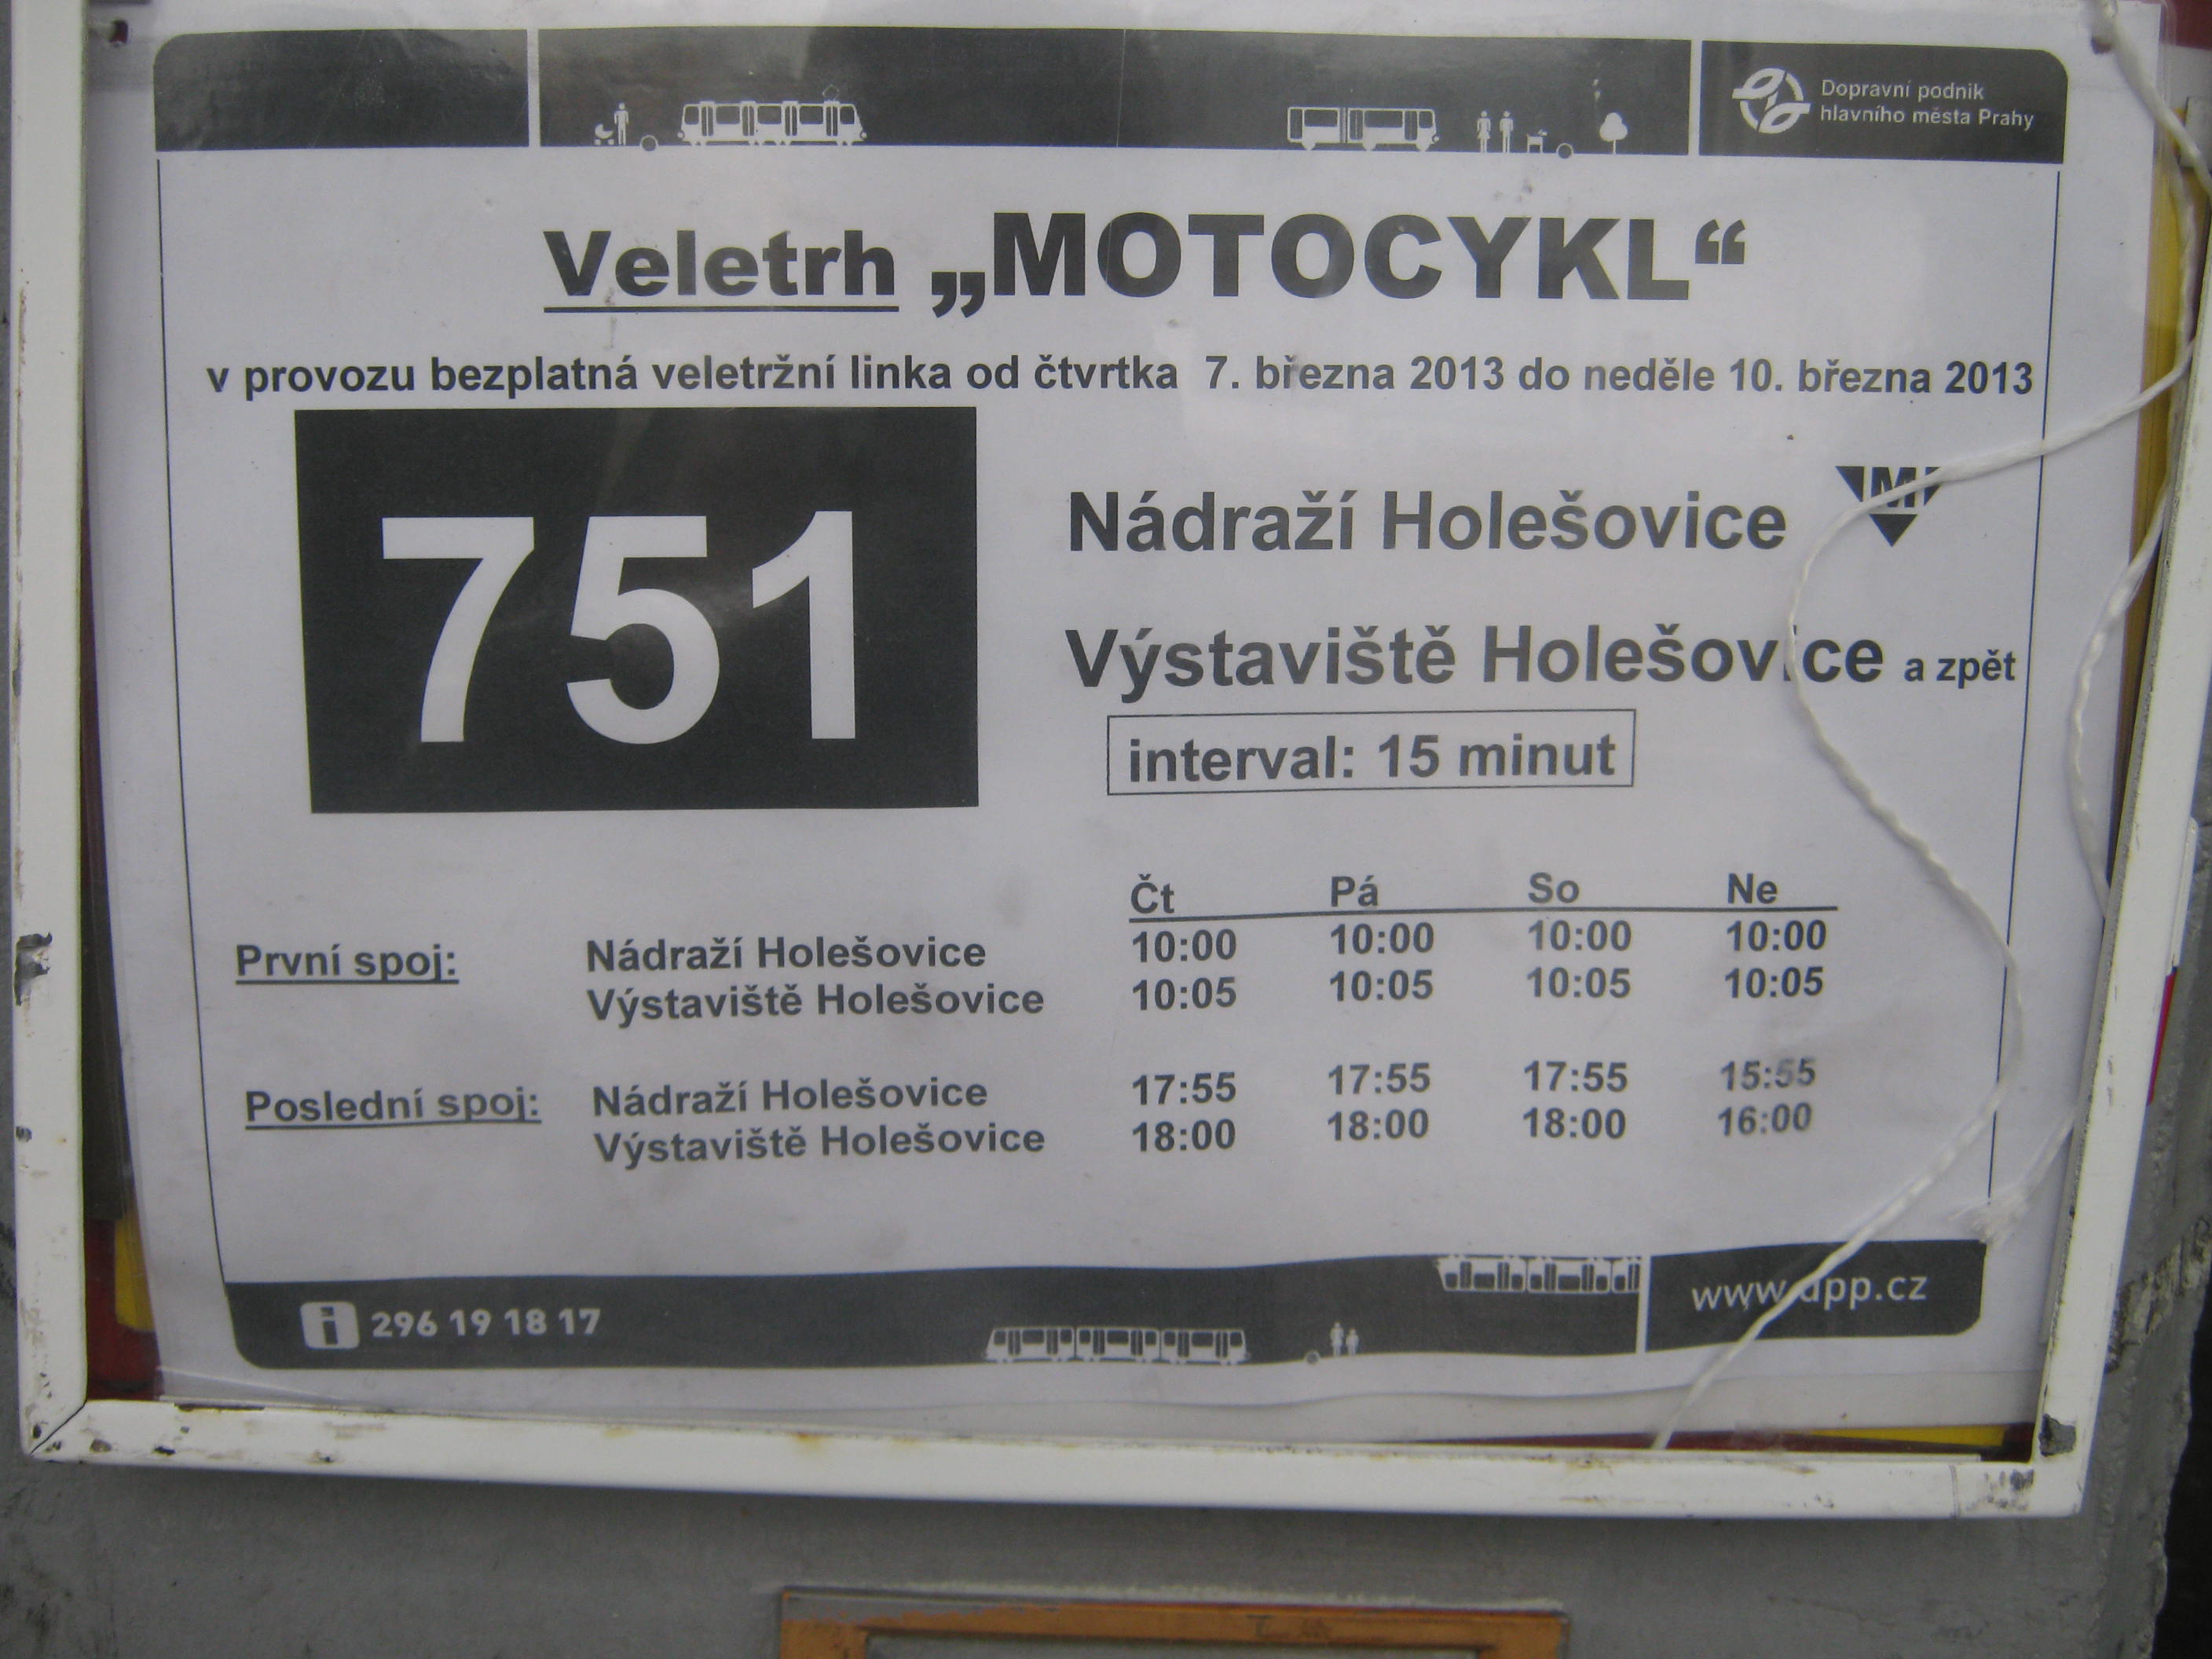 Dopravní podnik
hlavního města Prahy
Veletrh „MOTOCYKL“
v provozu bezplatná veletržní linka od čtvrtka 7. března 2013 do neděle 10. března 2013
751
Nádraží Holešovice M
Výstaviště Holešovice a zpět
interval: 15 minut
Čt Pá So Ne
První spoj: Nádraží Holešovice 10:00 10:00 10:00 10:00
Výstaviště Holešovice 10:05 10:05 10:05 10:05
Poslední spoj: Nádraží Holešovice 17:55 17:55 17:55 15:55
Výstaviště Holešovice 18:00 18:00 18:00 16:00
i 296 19 18 17
www.dpp.cz